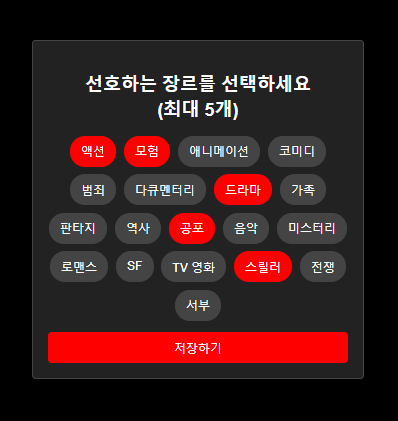 선호하는 장르를 선택하세요
(최대 5개)
액션 모험 애니메이션 코미디
범죄 다큐멘터리 드라마 가족
판타지 역사 공포 음악 미스터리
로맨스 SF TV 영화 스릴러 전쟁
서부
저장하기